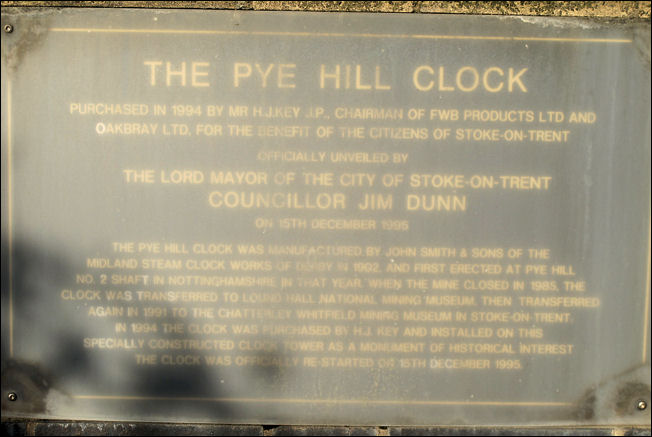 THE PYE HILL CLOCK
PURCHASED IN 1994 BY MR H.J.KEY J.P., CHAIRMAN OF FWB PRODUCTS LTD AND
OAKBRAY LTD, FOR THE BENEFIT OF THE CITIZENS OF STOKE-ON-TRENT
OFFICIALLY UNVEILED BY
THE LORD MAYOR OF THE CITY OF STOKE-ON-TRENT
COUNCILLOR JIM DUNN
ON 15TH DECEMBER 1995
THE PYE HILL CLOCK WAS MANUFACTURED BY JOHN SMITH & SONS OF THE
MIDLAND STEAM CLOCK WORKS OF DERBY IN 1902, AND FIRST ERECTED AT PYE HILL
NO. 2 SHAFT IN NOTTINGHAMSHIRE IN THAT YEAR. WHEN THE MINE CLOSED IN 1985, THE
CLOCK WAS TRANSFERRED TO LOUND HALL NATIONAL MINING MUSEUM. THEN TRANSFERRED
AGAIN IN 1991 TO THE CHATTERLEY WHITFIELD MINING MUSEUM IN STOKE-ON-TRENT.
IN 1994 THE CLOCK WAS PURCHASED BY H.J. KEY AND INSTALLED ON THIS
SPECIALLY CONSTRUCTED CLOCK TOWER AS A MONUMENT OF HISTORICAL INTEREST
THE CLOCK WAS OFFICIALLY RE-STARTED ON 15TH DECEMBER 1995.